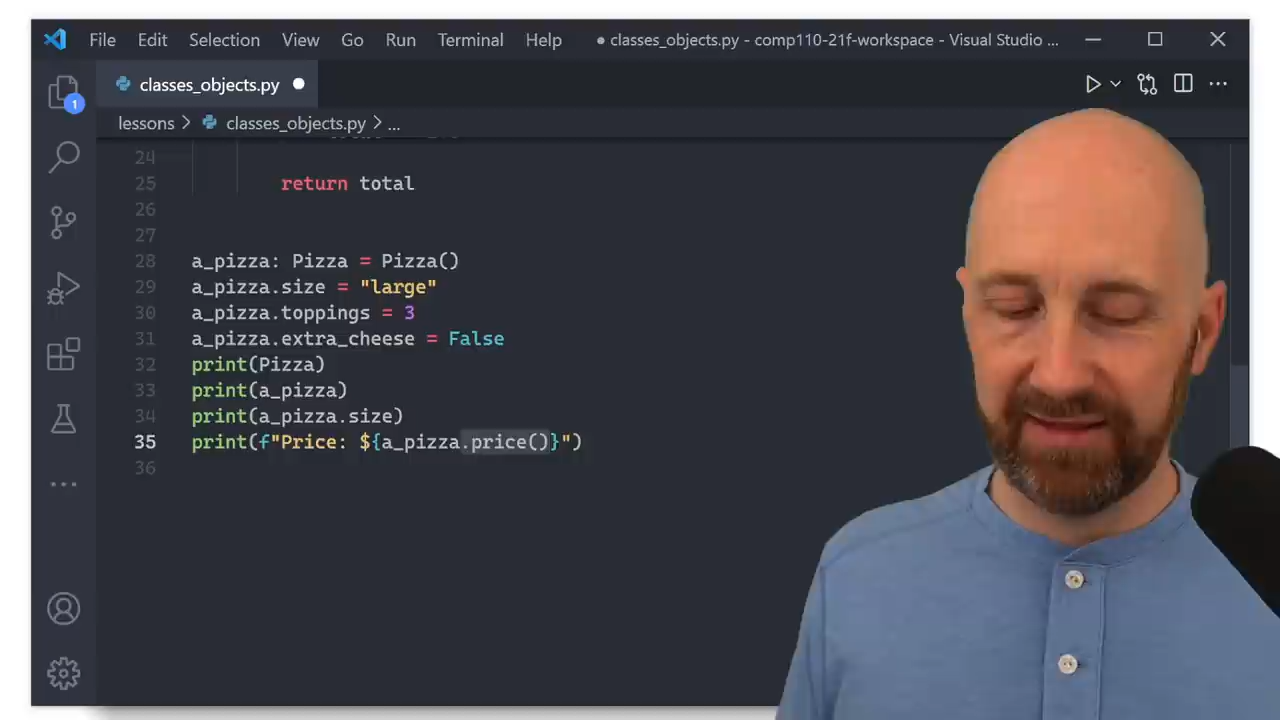 File Edit Selection View Go Run Terminal Help ● classes_objects.py - comp110-21f-workspace - Visual Studio ...
1
classes_objects.py ●
lessons > classes_objects.py > ...
24
25 return total
26
27
28 a_pizza: Pizza = Pizza()
29 a_pizza.size = "large"
30 a_pizza.toppings = 3
31 a_pizza.extra_cheese = False
32 print(Pizza)
33 print(a_pizza)
34 print(a_pizza.size)
35 print(f"Price: ${a_pizza.price()}")
36